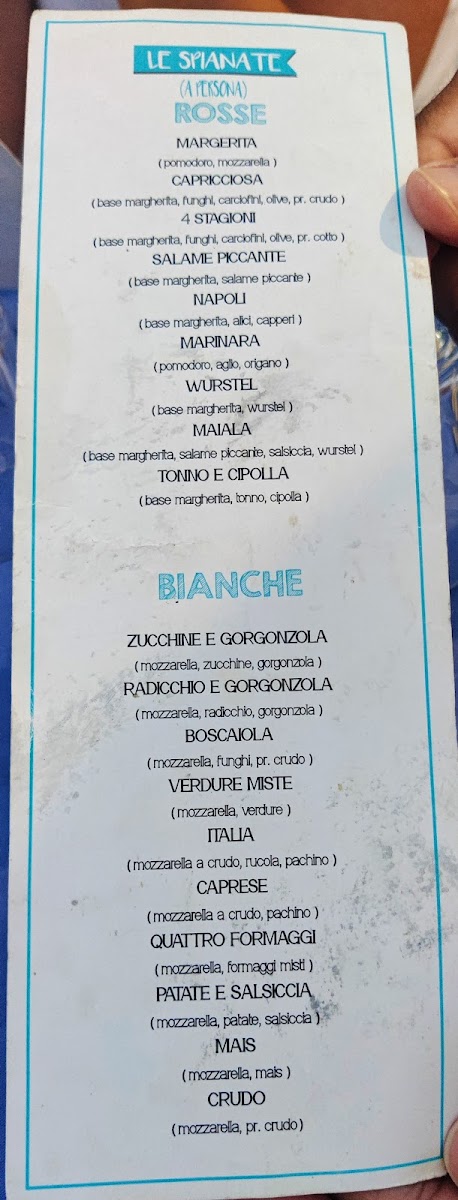 LE SPIANATE
(A PERSONA)
ROSSE
MARGERITA
( pomodoro, mozzarella )
CAPRICCIOSA
( base margherita, funghi, carciofini, olive, pr. crudo )
4 STAGIONI
( base margherita, funghi, carciofini, olive, pr. cotto )
SALAME PICCANTE
( base margherita, salame piccante )
NAPOLI
( base margherita, alici, capperi )
MARINARA
( pomodoro, aglio, origano )
WURSTEL
( base margherita, wurstel )
MAIALA
( base margherita, salame piccante, salsiccia, wurstel )
TONNO E CIPOLLA
( base margherita, tonno, cipolla )
BIANCHE
ZUCCHINE E GORGONZOLA
( mozzarella, zucchine, gorgonzola )
RADICCHIO E GORGONZOLA
( mozzarella, radicchio, gorgonzola )
BOSCAIOLA
( mozzarella, funghi, pr. crudo )
VERDURE MISTE
( mozzarella, verdure )
ITALIA
( mozzarella a crudo, rucola, pachino )
CAPRESE
( mozzarella a crudo, pachino )
QUATTRO FORMAGGI
( mozzarella, formaggi misti )
PATATE E SALSICCIA
( mozzarella, patate, salsiccia )
MAIS
( mozzarella, mais )
CRUDO
( mozzarella, pr. crudo )